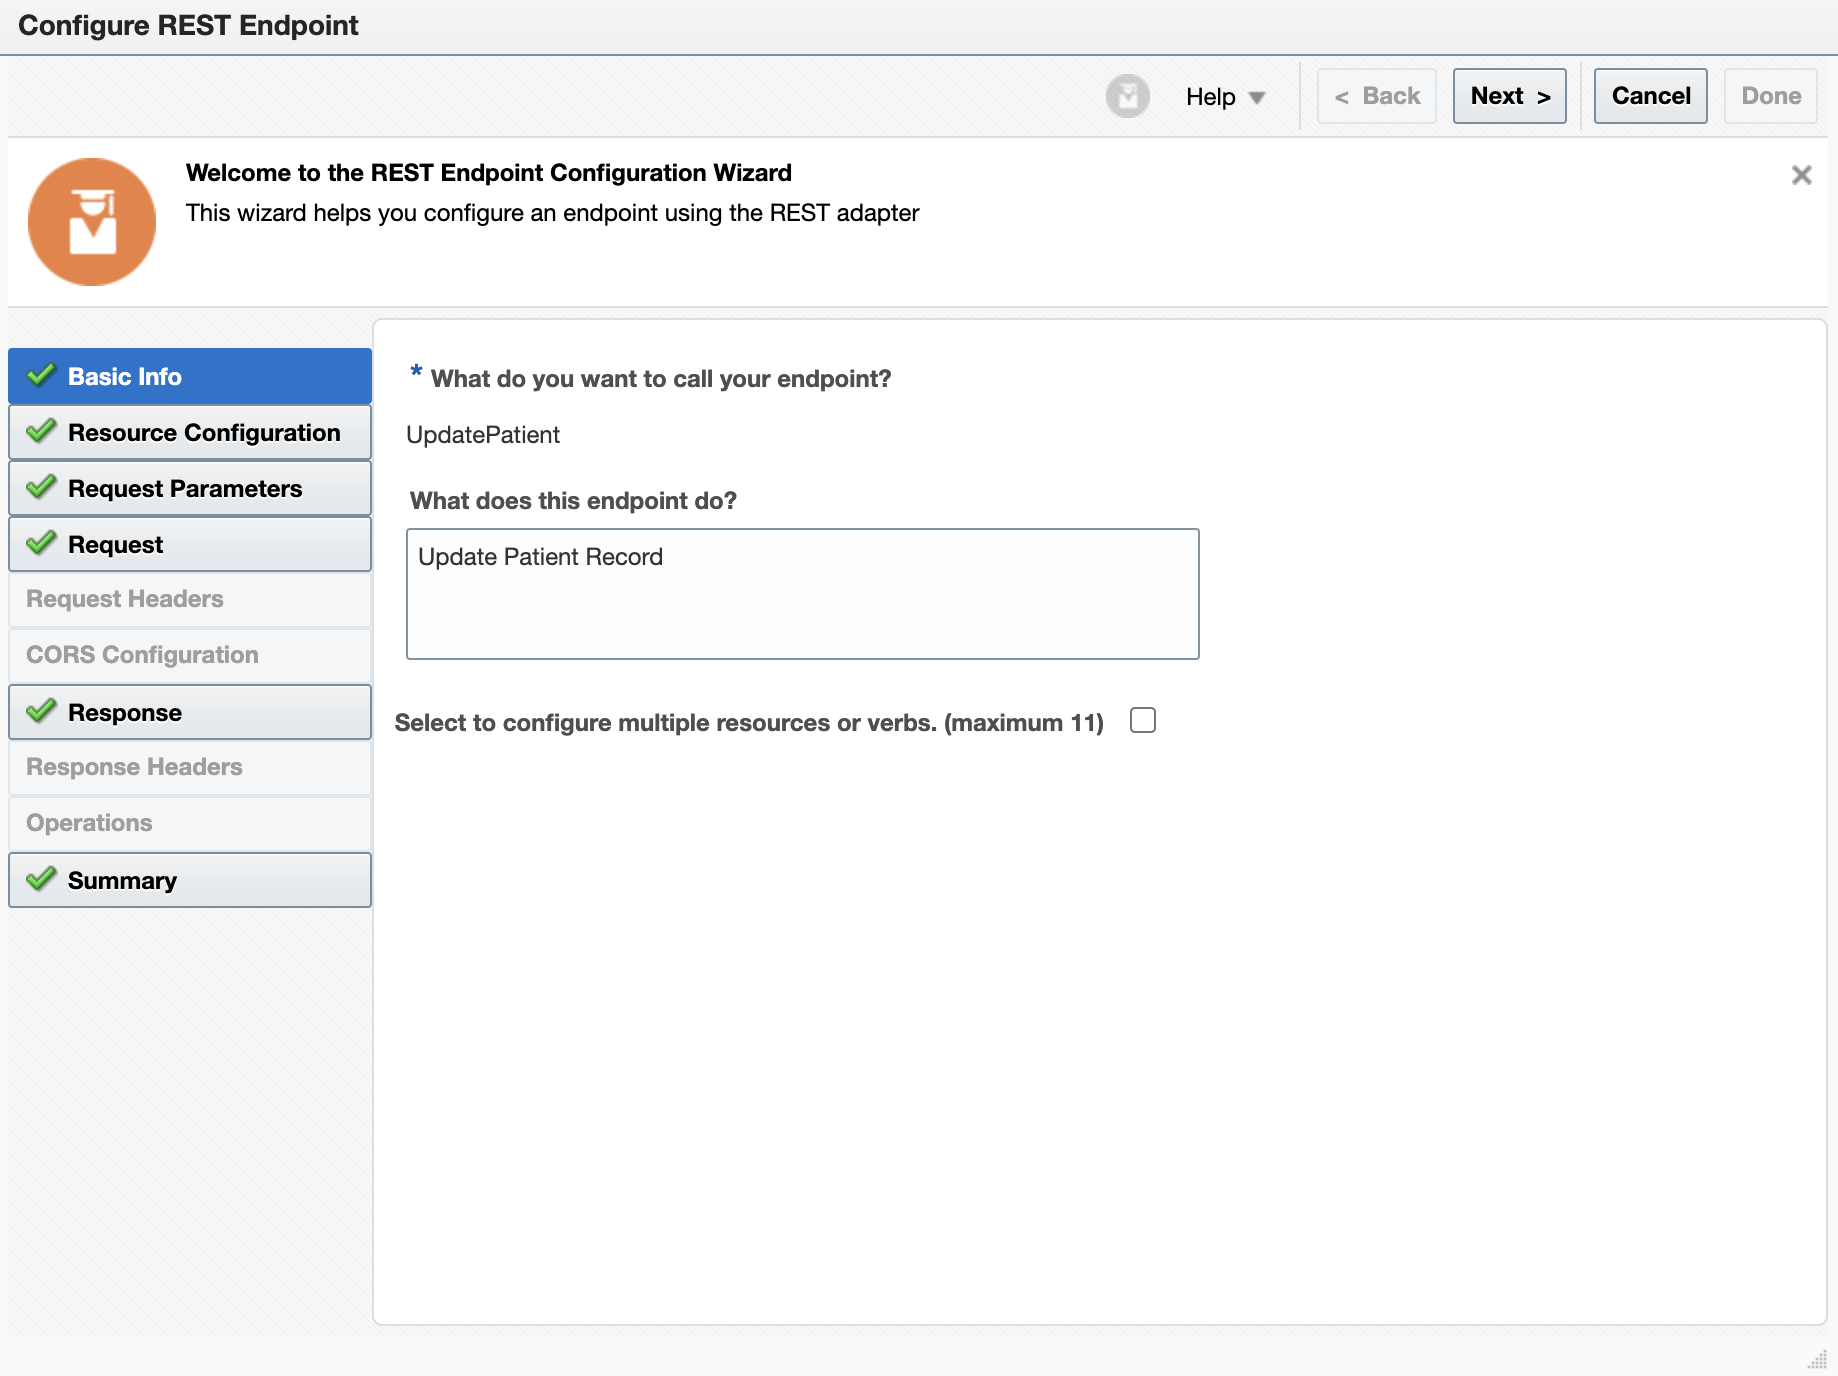 Configure REST Endpoint
Help
< Back
Next >
Cancel
Done
Welcome to the REST Endpoint Configuration Wizard
This wizard helps you configure an endpoint using the REST adapter
Basic Info
Resource Configuration
Request Parameters
Request
Request Headers
CORS Configuration
Response
Response Headers
Operations
Summary
* What do you want to call your endpoint?
UpdatePatient
What does this endpoint do?
Update Patient Record
Select to configure multiple resources or verbs. (maximum 11)